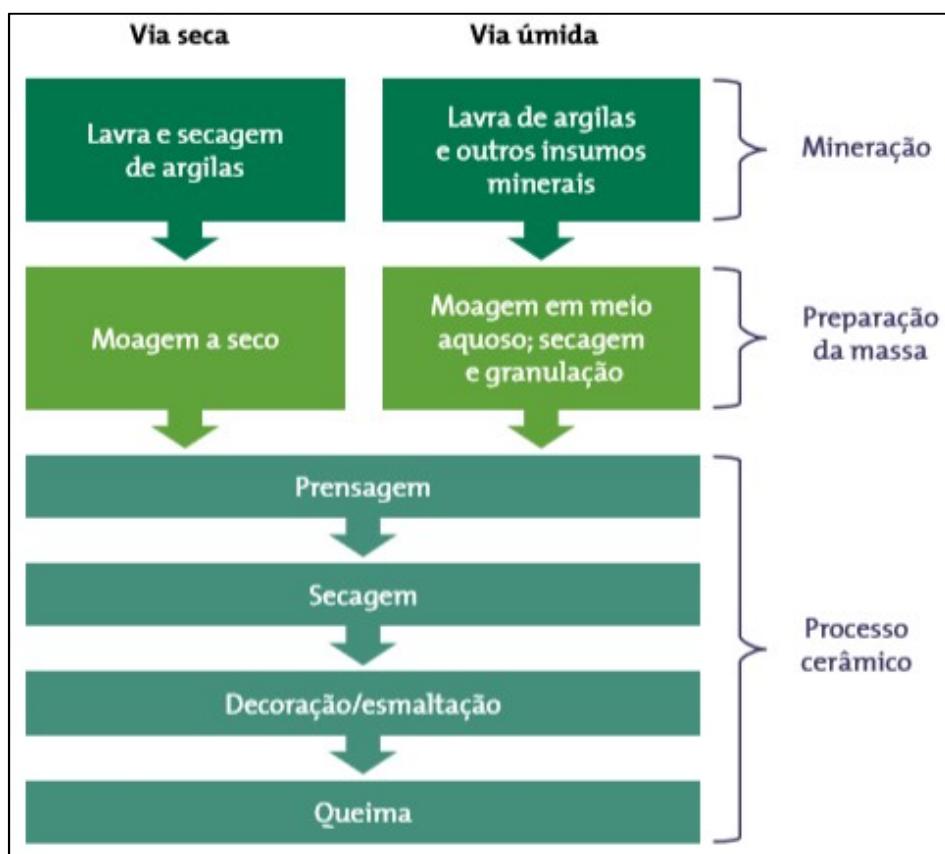 Via seca
Via úmida
Lavra e secagem
de argilas
Lavra de argilas
e outros insumos
minerais
Mineração
Moagem a seco
Moagem em meio
aquoso; secagem
e granulação
Preparação
da massa
Prensagem
Secagem
Decoração/esmaltação
Queima
Processo
cerâmico